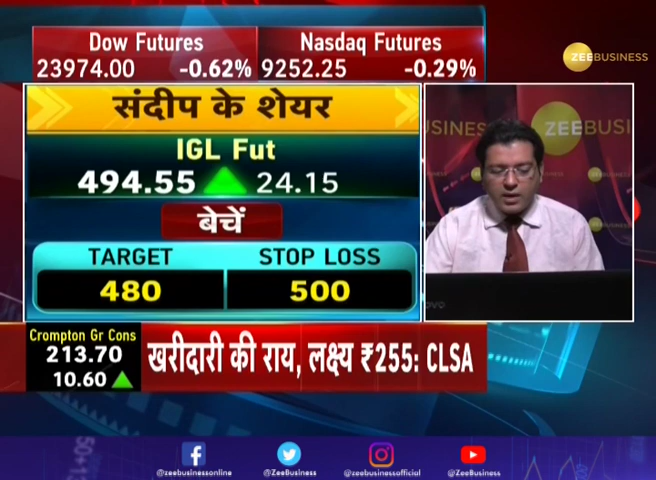 Dow Futures
23974.00 -0.62%
Nasdaq Futures
9252.25 -0.29%
ZEEBUSINESS
संदीप के शेयर
IGL Fut
494.55 24.15
बेचें
TARGET STOP LOSS
480 500
USINES ZEEBUSI
Crompton Gr Cons
213.70
10.60
खरीदारी की राय, लक्ष्य ₹255: CLSA
@zeebusinessonline @ZeeBusiness @zeebusinessofficial @ZeeBusiness